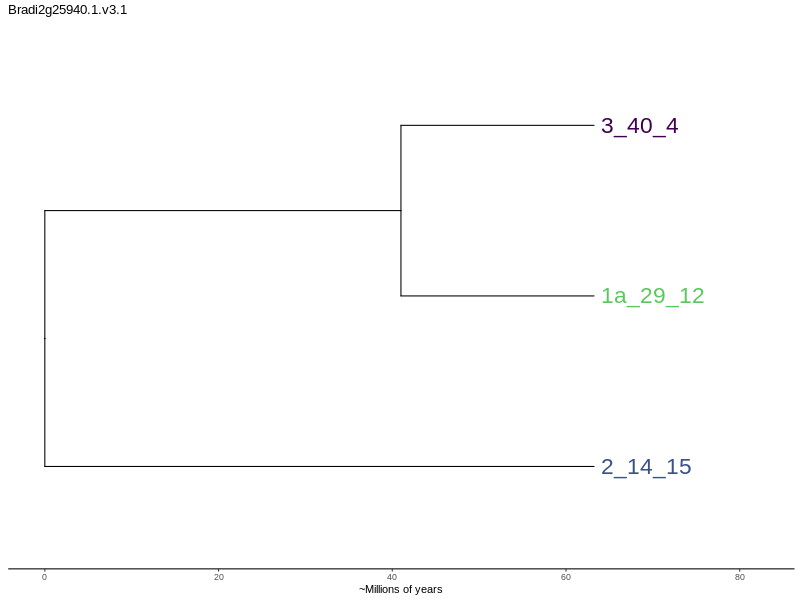 Bradi2g25940.1.v3.1
3_40_4
1a_29_12
2_14_15
0 20 40 60 80
~Millions of years